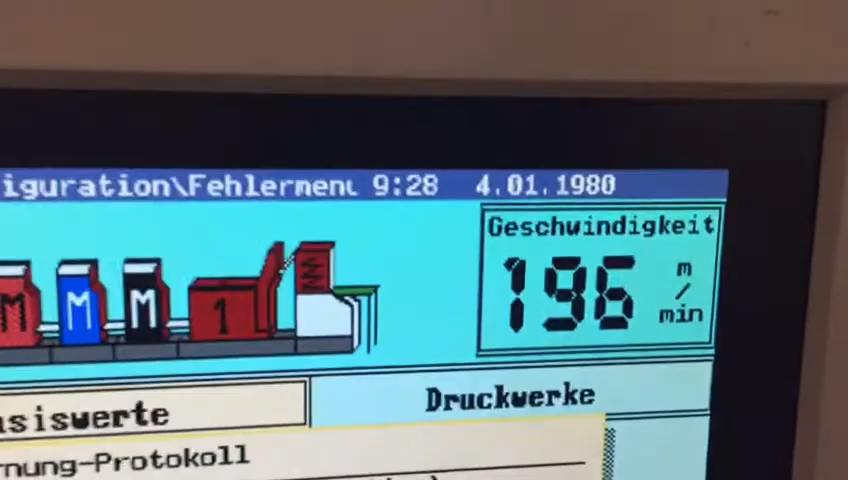 iguration\Fehlermenu 9:28 4.01.1980
Geschwindigkeit
196 m/min
M M M 1
Druckwerke
asiswerte
rnung-Protokoll